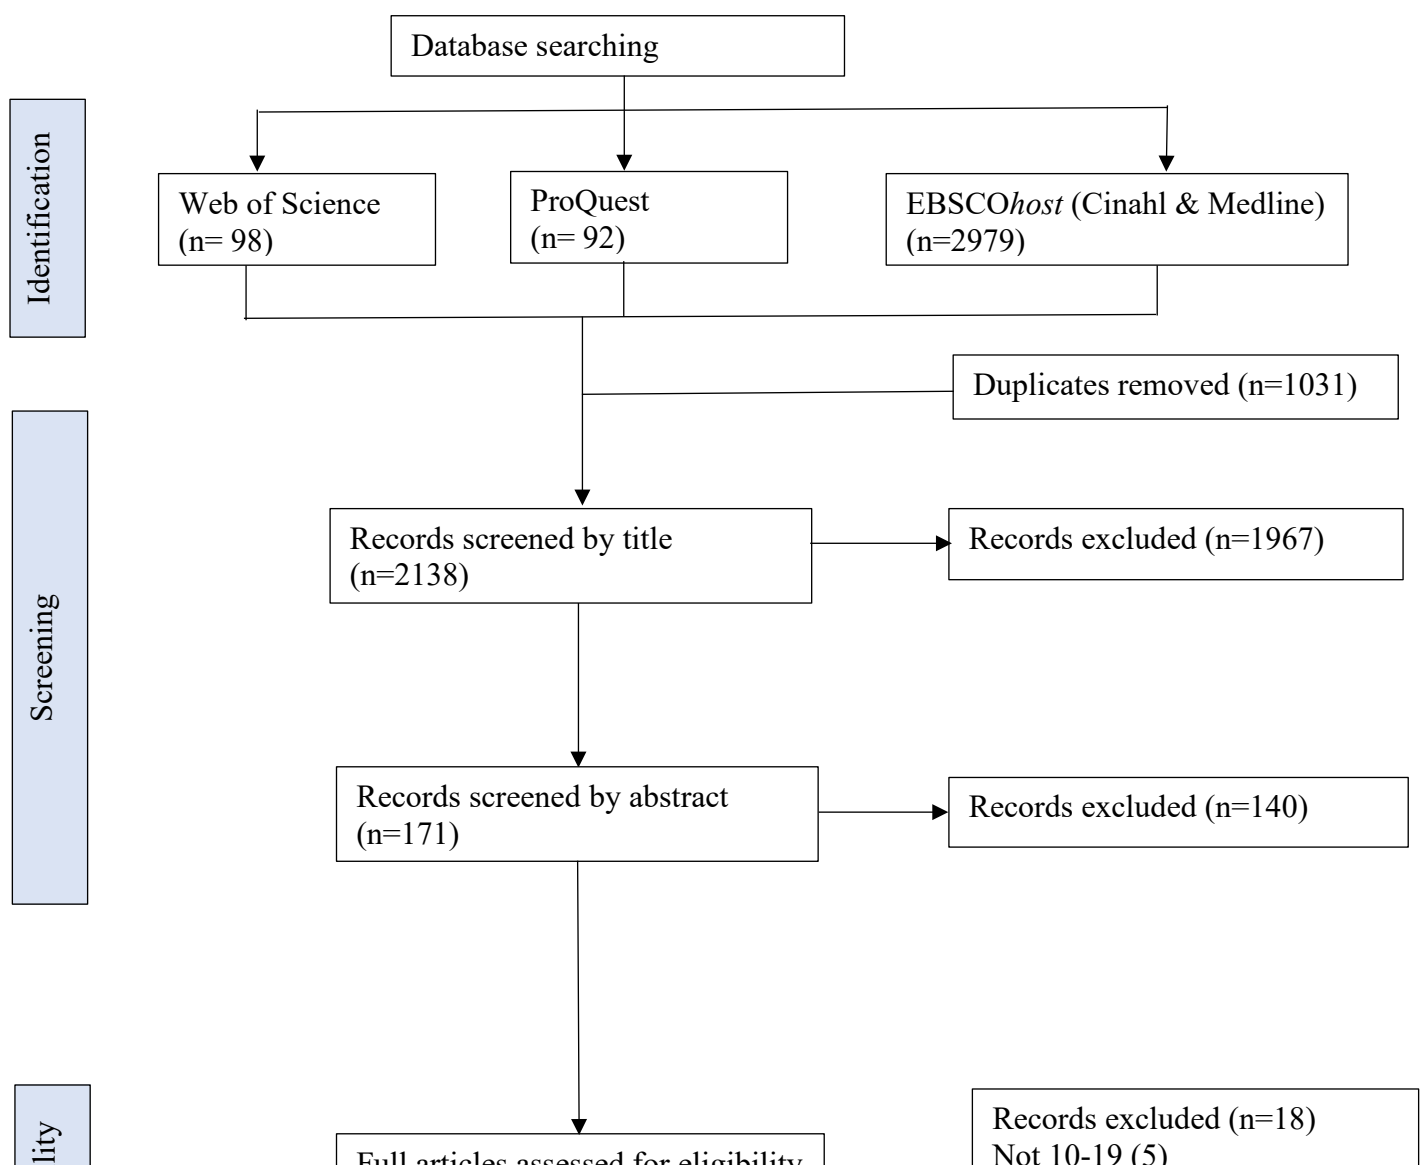 Database searching
Identification
Web of Science
(n= 98)
ProQuest
(n= 92)
EBSCOhost (Cinahl & Medline)
(n=2979)
Duplicates removed (n=1031)
Screening
Records screened by title
(n=2138)
Records excluded (n=1967)
Records screened by abstract
(n=171)
Records excluded (n=140)
lity
Full articles assessed for eligibility
Records excluded (n=18)
Not 10-19 (5)